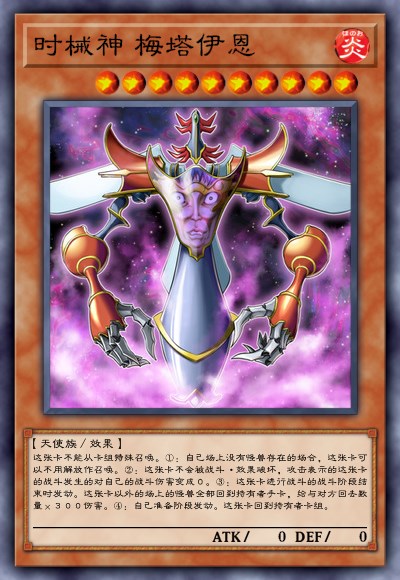 时械神 梅塔伊恩
ほのお
炎
【天使族／效果】
这张卡不能从卡组特殊召唤。①：自己场上没有怪兽存在的场合，这张卡可
以不用解放作召唤。②：这张卡不会被战斗·效果破坏，攻击表示的这张卡
的战斗发生的对自己的战斗伤害变成０。③：这张卡进行战斗的战斗阶段结
束时发动。这张卡以外的场上的怪兽全部回到持有者手卡，给与对方回去数
量×３００伤害。④：自己准备阶段发动。这张卡回到持有者卡组。
ATK/ 0 DEF/ 0